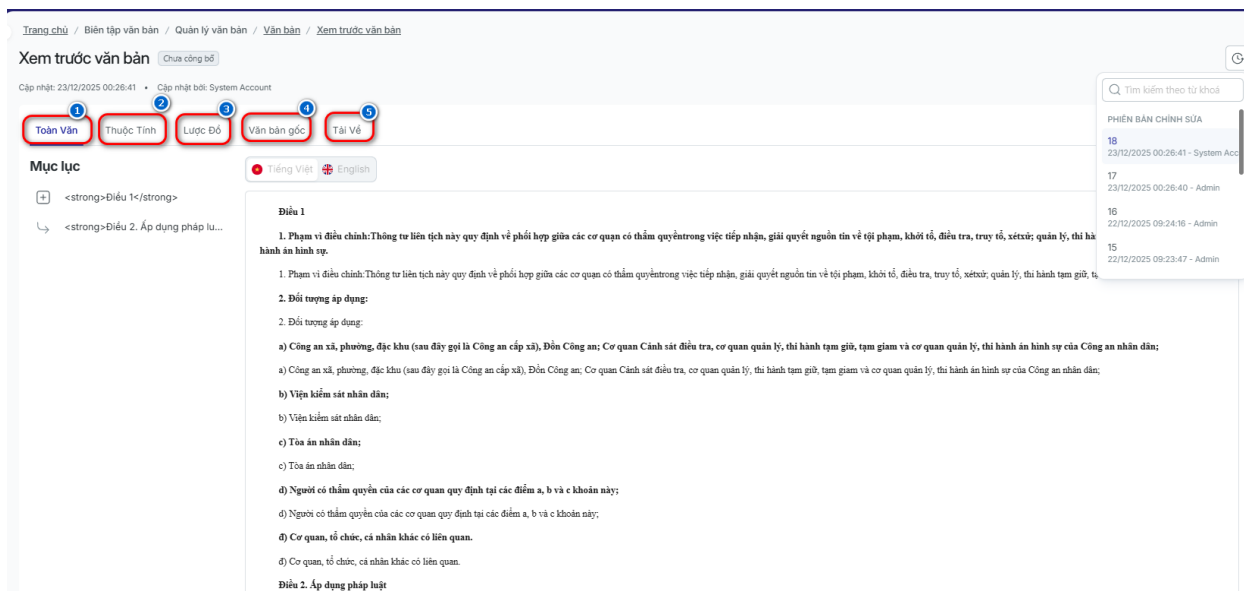 Trang chủ / Biên tập văn bản / Quản lý văn bản / Văn bản / Xem trước văn bản
Xem trước văn bản Chưa công bố
Cập nhật: 23/12/2025 00:26:41 • Cập nhật bởi: System Account
1 2 3 4 5
Toàn Văn Thuộc Tính Lược Đồ Văn bản gốc Tải Về
Tìm kiếm theo từ khoá
PHIÊN BẢN CHỈNH SỬA
18
23/12/2025 00:26:41 - System Acc
17
23/12/2025 00:26:40 - Admin
16
22/12/2025 09:24:16 - Admin
15
22/12/2025 09:23:47 - Admin
Mục lục
<strong>Điều 1</strong>
<strong>Điều 2. Áp dụng pháp lu...
Tiếng Việt English
Điều 1
1. Phạm vi điều chỉnh:Thông tư liên tịch này quy định về phối hợp giữa các cơ quan có thẩm quyềntrong việc tiếp nhận, giải quyết nguồn tin về tội phạm, khởi tố, điều tra, truy tố, xétxử; quản lý, thi hà
hành án hình sự.
1. Phạm vi điều chỉnh:Thông tư liên tịch này quy định về phối hợp giữa các cơ quan có thẩm quyềntrong việc tiếp nhận, giải quyết nguồn tin về tội phạm, khởi tố, điều tra, truy tố, xétxử; quản lý, thi hành tạm giữ,
2. Đối tượng áp dụng:
2. Đối tượng áp dụng:
a) Công an xã, phường, đặc khu (sau đây gọi là Công an cấp xã), Đồn Công an; Cơ quan Cảnh sát điều tra, cơ quan quản lý, thi hành tạm giữ, tạm giam và cơ quan quản lý, thi hành án hình sự của Công an nhân dân;
a) Công an xã, phường, đặc khu (sau đây gọi là Công an cấp xã), Đồn Công an; Cơ quan Cảnh sát điều tra, cơ quan quản lý, thi hành tạm giữ, tạm giam và cơ quan quản lý, thi hành án hình sự của Công an nhân dân;
b) Viện kiểm sát nhân dân;
b) Viện kiểm sát nhân dân;
c) Tòa án nhân dân;
c) Tòa án nhân dân;
d) Người có thẩm quyền của các cơ quan quy định tại các điểm a, b và c khoản này;
d) Người có thẩm quyền của các cơ quan quy định tại các điểm a, b và c khoản này;
đ) Cơ quan, tổ chức, cá nhân khác có liên quan.
đ) Cơ quan, tổ chức, cá nhân khác có liên quan.
Điều 2. Áp dụng pháp luật